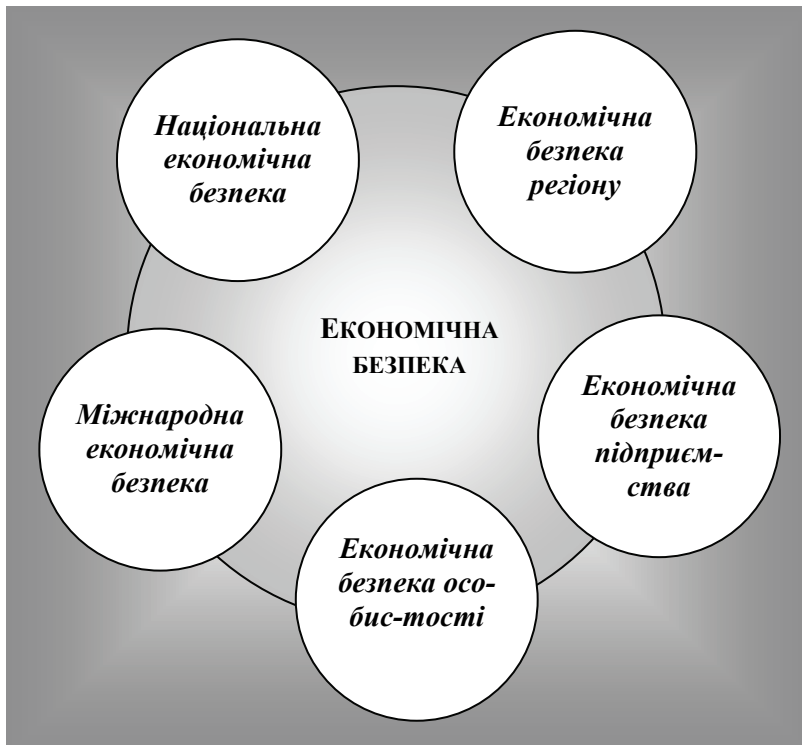 Національна
економічна
безпека
Економічна
безпека
регіону
ЕКОНОМІЧНА
БЕЗПЕКА
Міжнародна
економічна
безпека
Економічна
безпека
підприєм-
ства
Економічна
безпека осо-
бис-тості